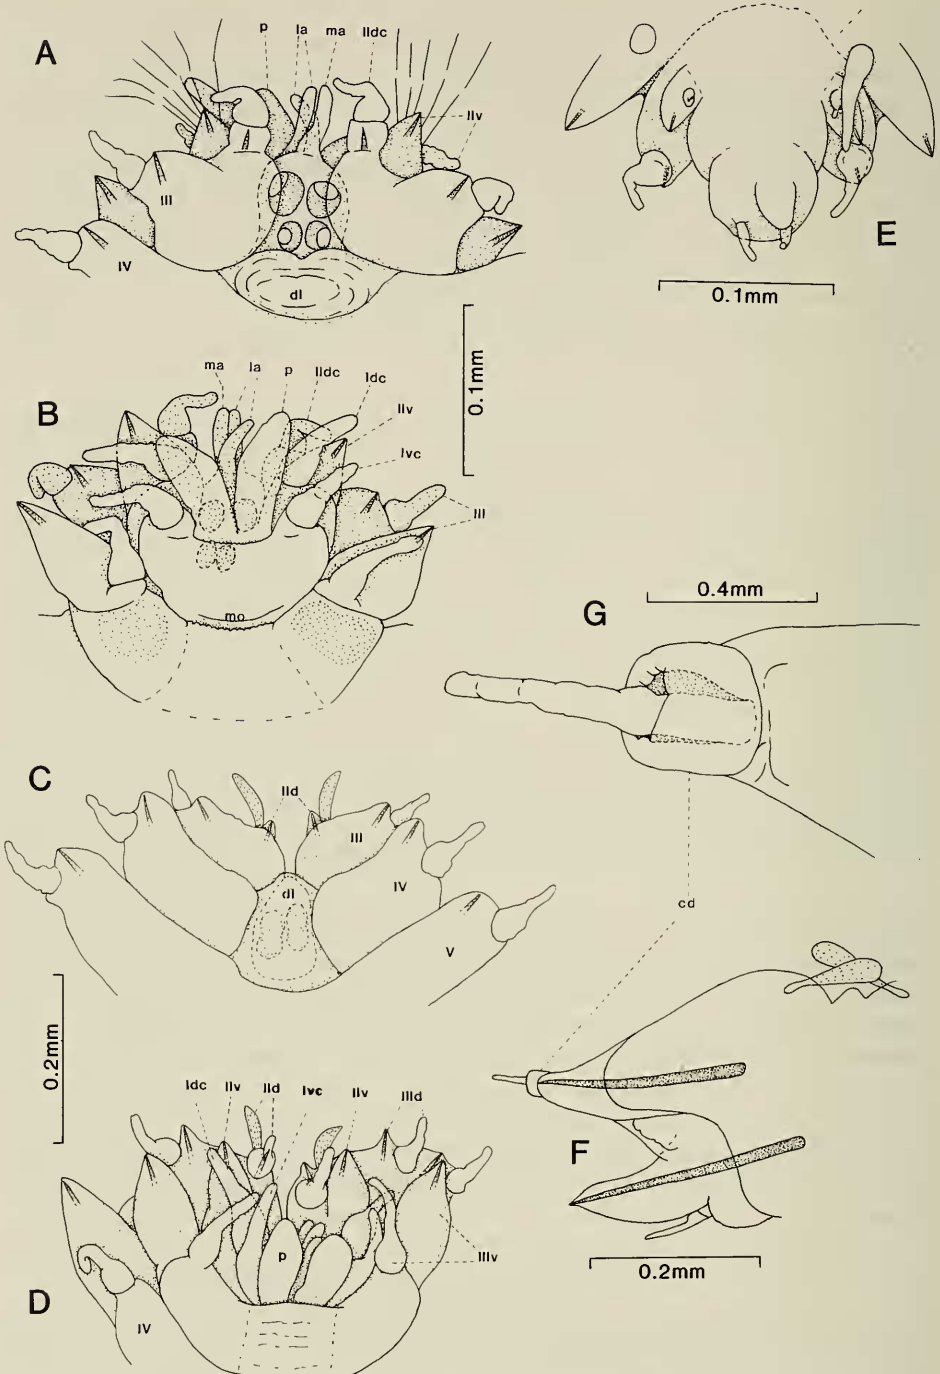 A
p la ma IIdc
IIv
III
IV
dl
E
0.1mm
0.1mm
B
ma la p IIdc Idc
IIv
Ivc
III
mo
0.4mm
G
C
IId
III
IV
dl
V
cd
0.2mm
Idc IIv IId Ivc IIv IIId
F
p
IIIv
0.2mm
D
IV